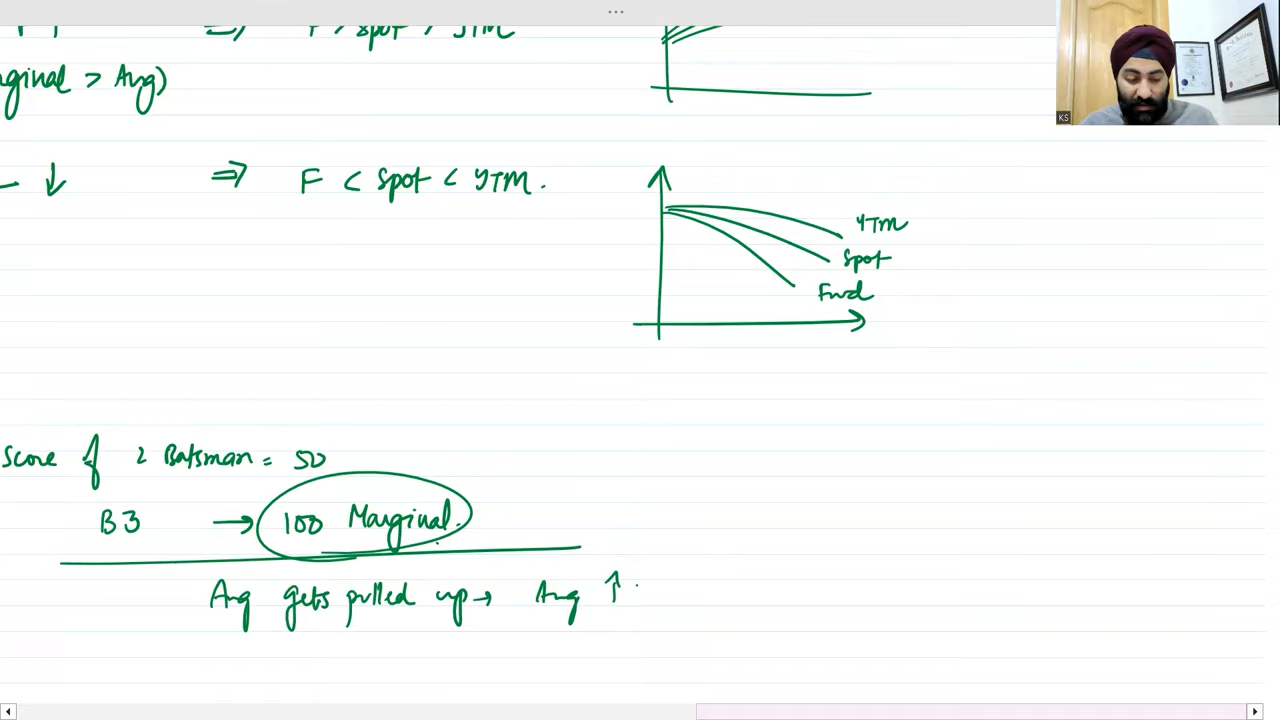 ⇒ F > Spot > YTM
> Avg)
↓ ⇒ F < Spot < YTM.
YTM
Spot
Fwd
Score of 2 Batsman = 50
B3 → 100 Marginal.
Avg gets pulled up → Avg ↑
KS